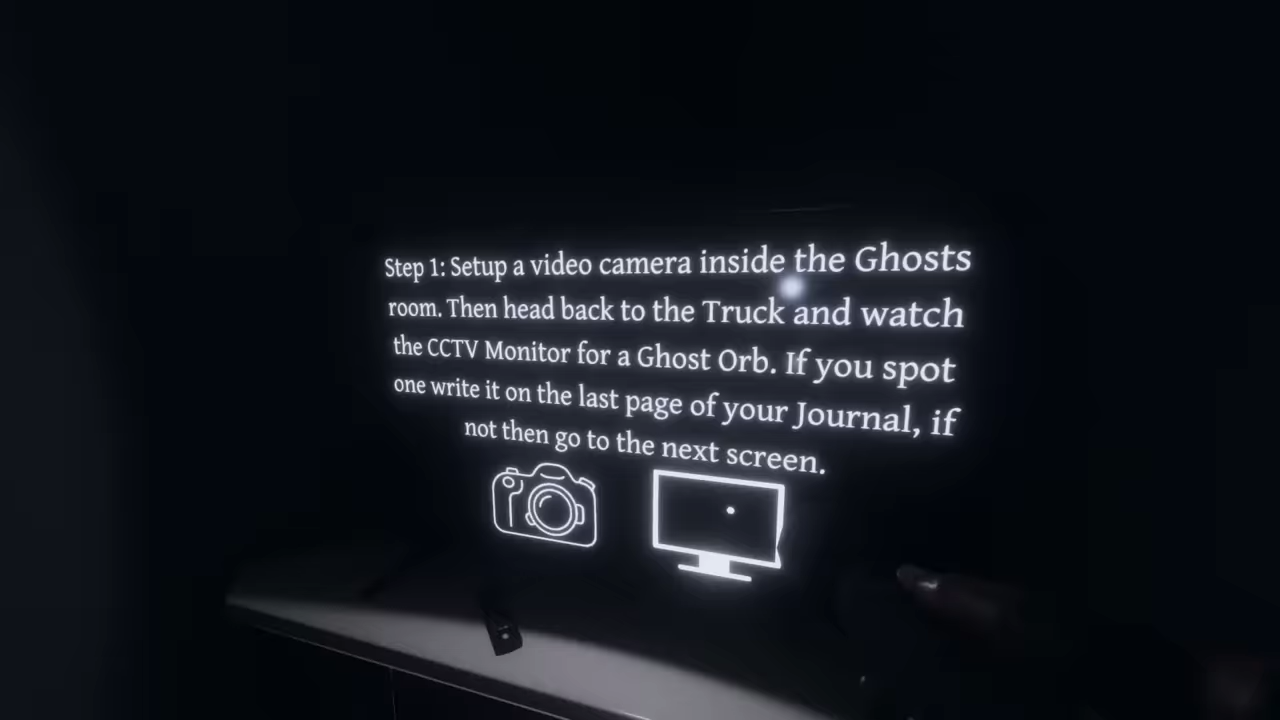 Step 1: Setup a video camera inside the Ghosts
room. Then head back to the Truck and watch
the CCTV Monitor for a Ghost Orb. If you spot
one write it on the last page of your Journal, if
not then go to the next screen.